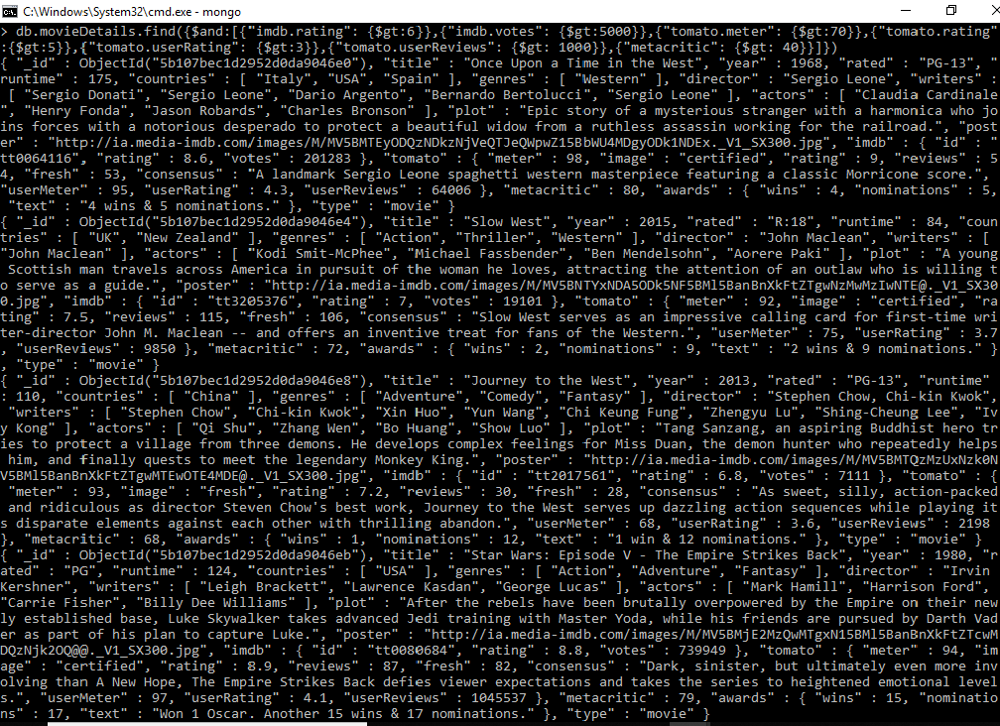 C:\Windows\System32\cmd.exe - mongo
> db.movieDetails.find({$and:[{"imdb.rating": {$gt:6}},{"imdb.votes": {$gt:5000}},{"tomato.meter": {$gt:70}},{"tomato.rating"
:{$gt:5}},{"tomato.userRating": {$gt:3}},{"tomato.userReviews": {$gt: 1000}},{"metacritic": {$gt: 40}}]})
{ "_id" : ObjectId("5b107bec1d2952d0da9046e0"), "title" : "Once Upon a Time in the West", "year" : 1968, "rated" : "PG-13", "
runtime" : 175, "countries" : [ "Italy", "USA", "Spain" ], "genres" : [ "Western" ], "director" : "Sergio Leone", "writers" :
 [ "Sergio Donati", "Sergio Leone", "Dario Argento", "Bernardo Bertolucci", "Sergio Leone" ], "actors" : [ "Claudia Cardinale
", "Henry Fonda", "Jason Robards", "Charles Bronson" ], "plot" : "Epic story of a mysterious stranger with a harmonica who jo
ins forces with a notorious desperado to protect a beautiful widow from a ruthless assassin working for the railroad.", "post
er" : "http://ia.media-imdb.com/images/M/MV5BMTEyODQzNDkzNjVeQTJeQWpwZ15BbWU4MDgyODk1NDEx._V1_SX300.jpg", "imdb" : { "id" : "
tt0064116", "rating" : 8.6, "votes" : 201283 }, "tomato" : { "meter" : 98, "image" : "certified", "rating" : 9, "reviews" : 5
4, "fresh" : 53, "consensus" : "A landmark Sergio Leone spaghetti western masterpiece featuring a classic Morricone score.",
"userMeter" : 95, "userRating" : 4.3, "userReviews" : 64006 }, "metacritic" : 80, "awards" : { "wins" : 4, "nominations" : 5,
 "text" : "4 wins & 5 nominations." }, "type" : "movie" }
{ "_id" : ObjectId("5b107bec1d2952d0da9046e4"), "title" : "Slow West", "year" : 2015, "rated" : "R:18", "runtime" : 84, "coun
tries" : [ "UK", "New Zealand" ], "genres" : [ "Action", "Thriller", "Western" ], "director" : "John Maclean", "writers" : [
"John Maclean" ], "actors" : [ "Kodi Smit-McPhee", "Michael Fassbender", "Ben Mendelsohn", "Aorere Paki" ], "plot" : "A young
 Scottish man travels across America in pursuit of the woman he loves, attracting the attention of an outlaw who is willing t
o serve as a guide.", "poster" : "http://ia.media-imdb.com/images/M/MV5BNTYxNDA5ODk5NF5BMl5BanBnXkFtZTgwNzMwMzIwNTE@._V1_SX30
0.jpg", "imdb" : { "id" : "tt3205376", "rating" : 7, "votes" : 19101 }, "tomato" : { "meter" : 92, "image" : "certified", "ra
ting" : 7.5, "reviews" : 115, "fresh" : 106, "consensus" : "Slow West serves as an impressive calling card for first-time wri
ter-director John M. Maclean -- and offers an inventive treat for fans of the Western.", "userMeter" : 75, "userRating" : 3.7
, "userReviews" : 9850 }, "metacritic" : 72, "awards" : { "wins" : 2, "nominations" : 9, "text" : "2 wins & 9 nominations." }
, "type" : "movie" }
{ "_id" : ObjectId("5b107bec1d2952d0da9046e8"), "title" : "Journey to the West", "year" : 2013, "rated" : "PG-13", "runtime"
: 110, "countries" : [ "China" ], "genres" : [ "Adventure", "Comedy", "Fantasy" ], "director" : "Stephen Chow, Chi-kin Kwok",
 "writers" : [ "Stephen Chow", "Chi-kin Kwok", "Xin Huo", "Yun Wang", "Chi Keung Fung", "Zhengyu Lu", "Shing-Cheung Lee", "Iv
y Kong" ], "actors" : [ "Qi Shu", "Zhang Wen", "Bo Huang", "Show Luo" ], "plot" : "Tang Sanzang, an aspiring Buddhist hero tr
ies to protect a village from three demons. He develops complex feelings for Miss Duan, the demon hunter who repeatedly helps
 him, and finally quests to meet the legendary Monkey King.", "poster" : "http://ia.media-imdb.com/images/M/MV5BMTQzMzUxNzk0N
V5BMl5BanBnXkFtZTgwMTEwOTE4MDE@._V1_SX300.jpg", "imdb" : { "id" : "tt2017561", "rating" : 6.8, "votes" : 7111 }, "tomato" : {
 "meter" : 93, "image" : "fresh", "rating" : 7.2, "reviews" : 30, "fresh" : 28, "consensus" : "As sweet, silly, action-packed
 and ridiculous as director Steven Chow's best work, Journey to the West serves up dazzling action sequences while playing it
s disparate elements against each other with thrilling abandon.", "userMeter" : 68, "userRating" : 3.6, "userReviews" : 2198
}, "metacritic" : 68, "awards" : { "wins" : 1, "nominations" : 12, "text" : "1 win & 12 nominations." }, "type" : "movie" }
{ "_id" : ObjectId("5b107bec1d2952d0da9046eb"), "title" : "Star Wars: Episode V - The Empire Strikes Back", "year" : 1980, "r
ated" : "PG", "runtime" : 124, "countries" : [ "USA" ], "genres" : [ "Action", "Adventure", "Fantasy" ], "director" : "Irvin
Kershner", "writers" : [ "Leigh Brackett", "Lawrence Kasdan", "George Lucas" ], "actors" : [ "Mark Hamill", "Harrison Ford",
"Carrie Fisher", "Billy Dee Williams" ], "plot" : "After the rebels have been brutally overpowered by the Empire on their new
ly established base, Luke Skywalker takes advanced Jedi training with Master Yoda, while his friends are pursued by Darth Vad
er as part of his plan to capture Luke.", "poster" : "http://ia.media-imdb.com/images/M/MV5BMjE2MzQwMTgxN15BMl5BanBnXkFtZTcwM
DQzNjk2OQ@@._V1_SX300.jpg", "imdb" : { "id" : "tt0080684", "rating" : 8.8, "votes" : 739949 }, "tomato" : { "meter" : 94, "im
age" : "certified", "rating" : 8.9, "reviews" : 87, "fresh" : 82, "consensus" : "Dark, sinister, but ultimately even more inv
olving than A New Hope, The Empire Strikes Back defies viewer expectations and takes the series to heightened emotional level
s.", "userMeter" : 97, "userRating" : 4.1, "userReviews" : 1045537 }, "metacritic" : 79, "awards" : { "wins" : 15, "nominatio
ns" : 17, "text" : "Won 1 Oscar. Another 15 wins & 17 nominations." }, "type" : "movie" }